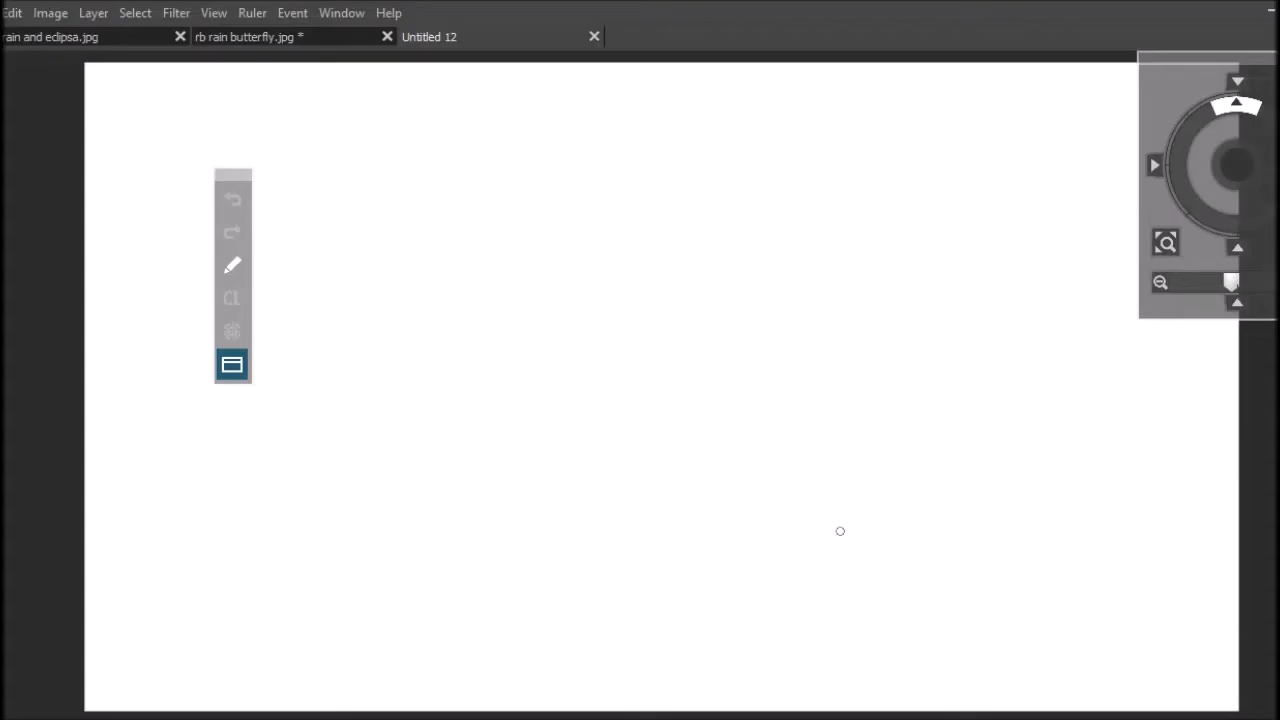 Edit Image Layer Select Filter View Ruler Event Window Help
rain and eclipsa.jpg rb rain butterfly.jpg * Untitled 12
CL